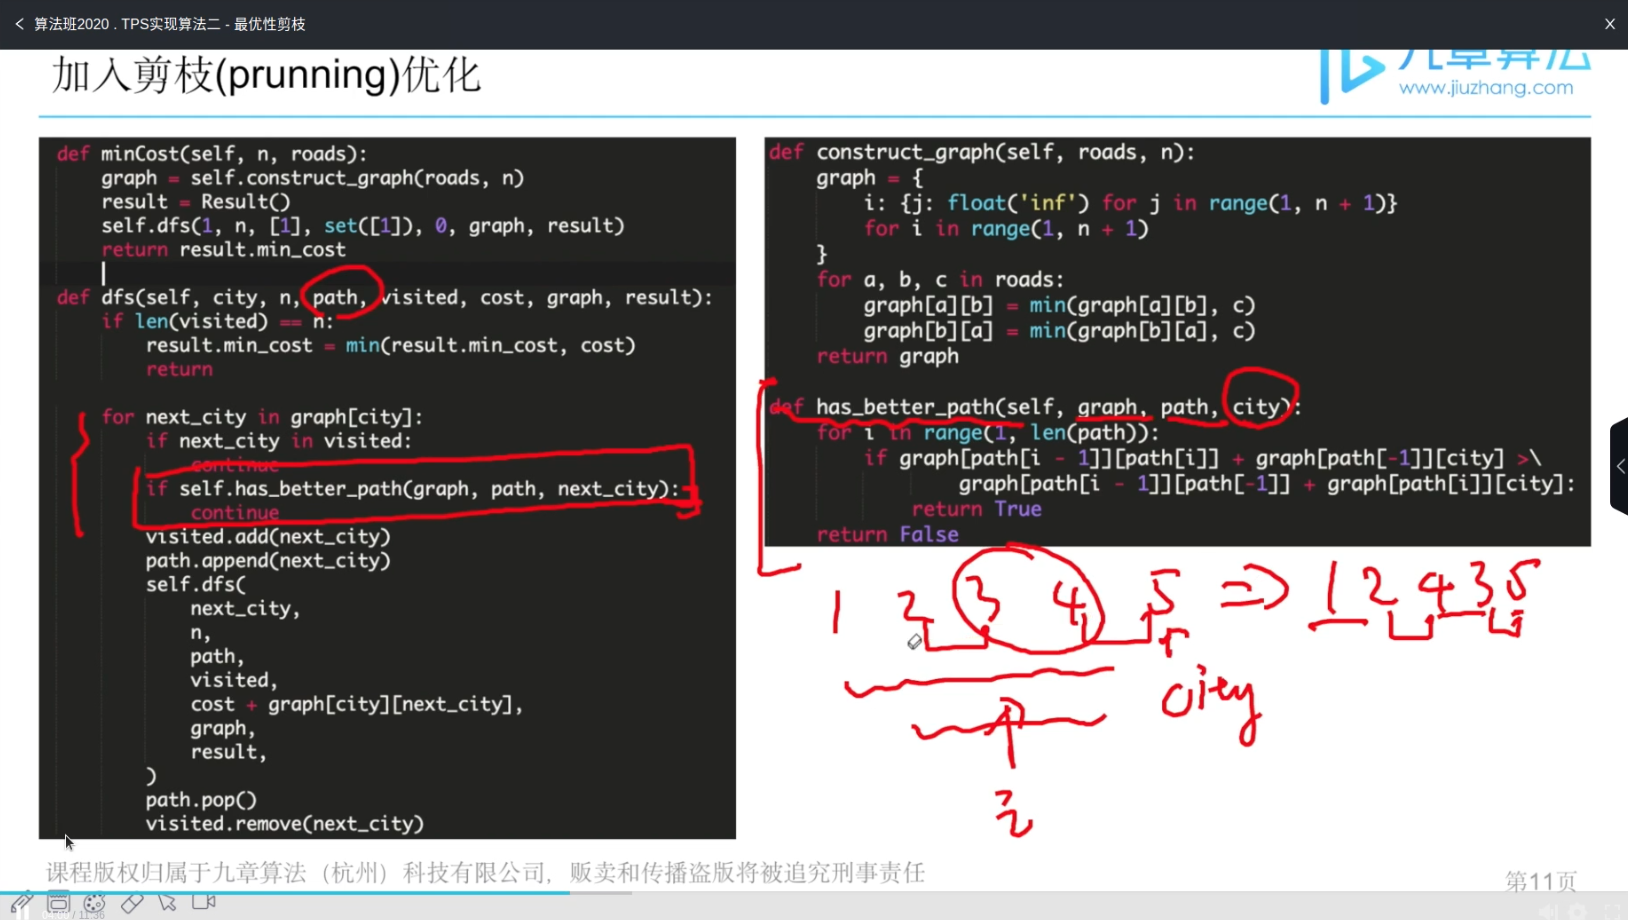 算法班2020 . TPS实现算法二 - 最优性剪枝
加入剪枝(prunning)优化
九章算法
www.jiuzhang.com
def minCost(self, n, roads):
graph = self.construct_graph(roads, n)
result = Result()
self.dfs(1, n, [1], set([1]), 0, graph, result)
return result.min_cost
def dfs(self, city, n, path, visited, cost, graph, result):
if len(visited) == n:
result.min_cost = min(result.min_cost, cost)
return
for next_city in graph[city]:
if next_city in visited:
continue
if self.has_better_path(graph, path, next_city):
continue
visited.add(next_city)
path.append(next_city)
self.dfs(
next_city,
n,
path,
visited,
cost + graph[city][next_city],
graph,
result,
)
path.pop()
visited.remove(next_city)
def construct_graph(self, roads, n):
graph = {
i: {j: float('inf') for j in range(1, n + 1)}
for i in range(1, n + 1)
}
for a, b, c in roads:
graph[a][b] = min(graph[a][b], c)
graph[b][a] = min(graph[b][a], c)
return graph
def has_better_path(self, graph, path, city):
for i in range(1, len(path)):
if graph[path[i - 1]][path[i]] + graph[path[-1]][city] >\
graph[path[i - 1]][path[-1]] + graph[path[i]][city]:
return True
return False
1 2 3 4 5 => 1 2 4 3 5
city
课程版权归属于九章算法（杭州）科技有限公司，贩卖和传播盗版将被追究刑事责任
第11页